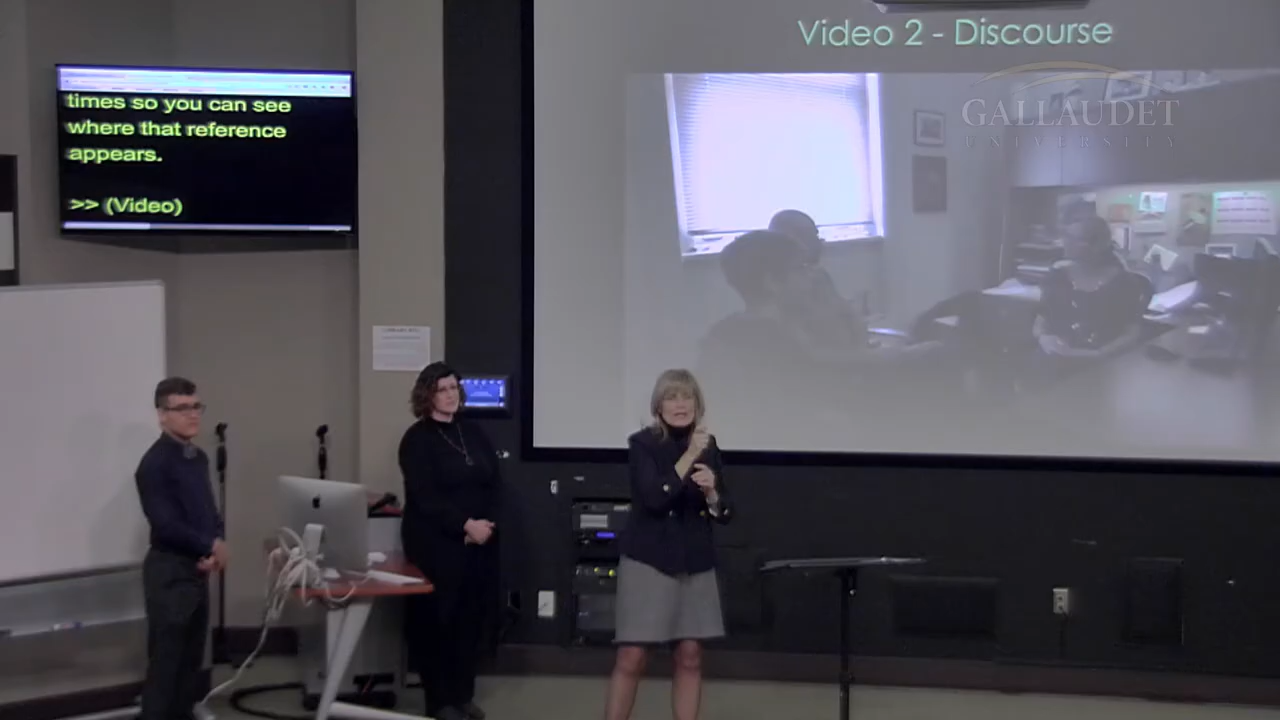 Video 2 - Discourse
GALLAUDET
UNIVERSITY
times so you can see
where that reference
appears.
>> (Video)